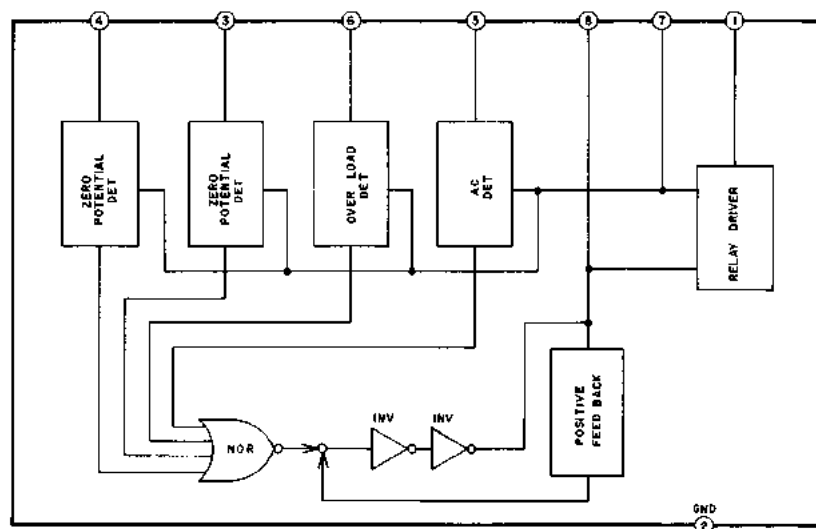 4 3 6 5 8 7 1
ZERO
POTENTIAL
DET
ZERO
POTENTIAL
DET
OVER LOAD
DET
AC
DET
RELAY DRIVER
POSITIVE
FEED BACK
INV INV
NOR
GND
2